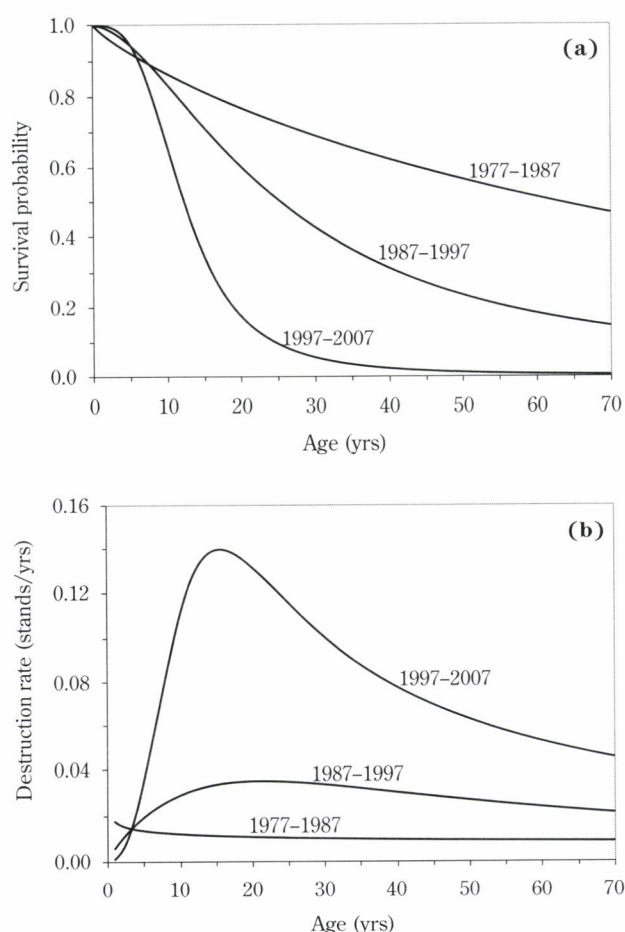 (a)
Survival probability
1.0
0.8
0.6
0.4
0.2
0.0
1977–1987
1987–1997
1997–2007
0 10 20 30 40 50 60 70
Age (yrs)
(b)
Destruction rate (stands/yrs)
0.16
0.12
0.08
0.04
0.00
1997–2007
1987–1997
1977–1987
0 10 20 30 40 50 60 70
Age (yrs)